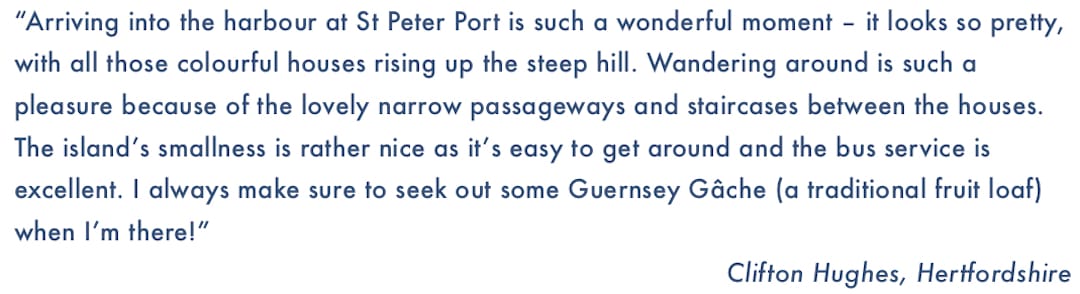 “Arriving into the harbour at St Peter Port is such a wonderful moment – it looks so pretty,
with all those colourful houses rising up the steep hill. Wandering around is such a
pleasure because of the lovely narrow passageways and staircases between the houses.
The island’s smallness is rather nice as it’s easy to get around and the bus service is
excellent. I always make sure to seek out some Guernsey Gâche (a traditional fruit loaf)
when I’m there!”
Clifton Hughes, Hertfordshire